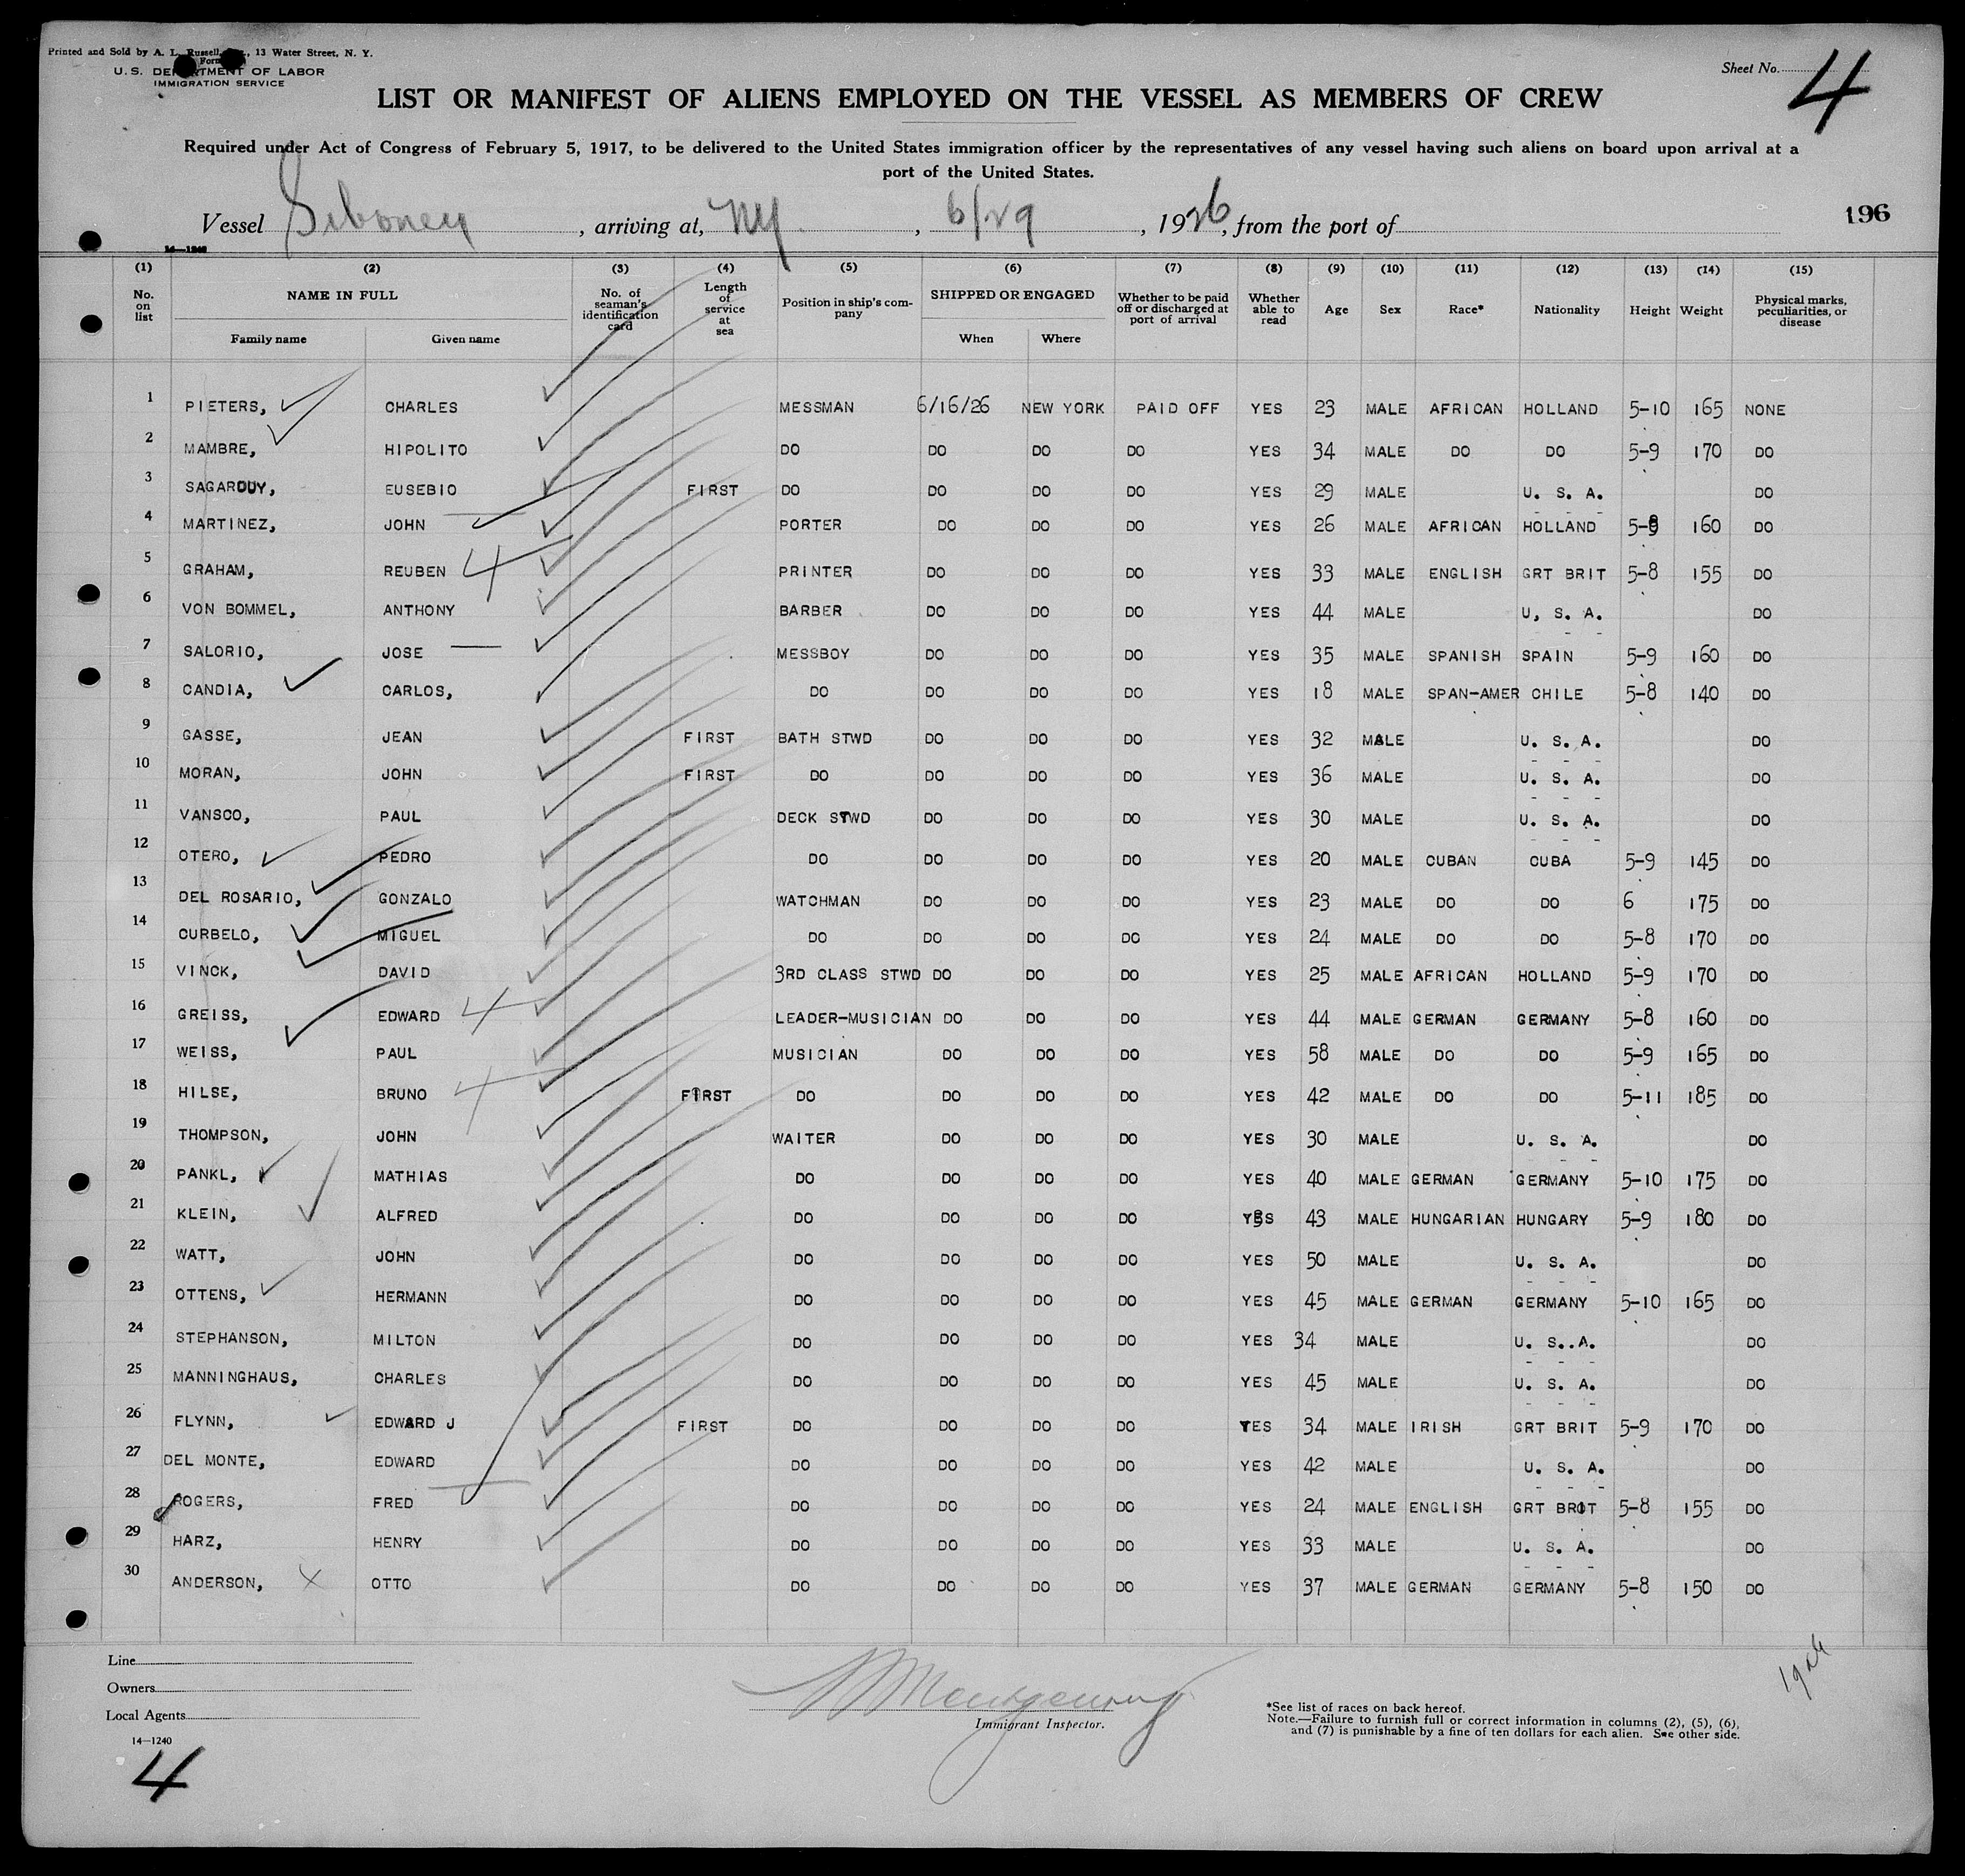 Printed and Sold by A. L. Russell, , 13 Water Street, N. Y.
Form
U. S. DEPARTMENT OF LABOR
IMMIGRATION SERVICE
Sheet No. 4
LIST OR MANIFEST OF ALIENS EMPLOYED ON THE VESSEL AS MEMBERS OF CREW
Required under Act of Congress of February 5, 1917, to be delivered to the United States immigration officer by the representatives of any vessel having such aliens on board upon arrival at a
port of the United States.
Vessel Siboney, arriving at, NY., 6/29, 1926, from the port of
196
14—1240
(1) (2) (3) (4) (5) (6) (7) (8) (9) (10) (11) (12) (13) (14) (15)
No. on list NAME IN FULL Family name Given name No. of seaman's identification card Length of service at sea Position in ship's company SHIPPED OR ENGAGED When Where Whether to be paid off or discharged at port of arrival Whether able to read Age Sex Race* Nationality Height Weight Physical marks, peculiarities, or disease
1 PIETERS, CHARLES MESSMAN 6/16/26 NEW YORK PAID OFF YES 23 MALE AFRICAN HOLLAND 5-10 165 NONE
2 MAMBRE, HIPOLITO DO DO DO DO YES 34 MALE DO DO 5-9 170 DO
3 SAGARDUY, EUSEBIO FIRST DO DO DO DO YES 29 MALE U. S. A. DO
4 MARTINEZ, JOHN PORTER DO DO DO YES 26 MALE AFRICAN HOLLAND 160 DO
5 GRAHAM, REUBEN 4 PRINTER DO DO DO YES 33 MALE ENGLISH GRT BRIT 5-8 155 DO
6 VON BOMMEL, ANTHONY BARBER DO DO DO YES 44 MALE U, S. A. DO
7 SALORIO, JOSE MESSBOY DO DO DO YES 35 MALE SPANISH SPAIN 5-9 160 DO
8 CANDIA, CARLOS, DO DO DO DO YES 18 MALE SPAN-AMER CHILE 5-8 140 DO
9 GASSE, JEAN FIRST BATH STWD DO DO DO YES 32 MALE U. S. A. DO
10 MORAN, JOHN FIRST DO DO DO DO YES 36 MALE U. S. A. DO
11 VANSCO, PAUL DECK STWD DO DO DO YES 30 MALE U. S. A. DO
12 OTERO, PEDRO DO DO DO DO YES 20 MALE CUBAN CUBA 5-9 145 DO
13 DEL ROSARIO, GONZALO WATCHMAN DO DO DO YES 23 MALE DO DO 6 175 DO
14 CURBELO, MIGUEL DO DO DO DO YES 24 MALE DO DO 5-8 170 DO
15 VINCK, DAVID 3RD CLASS STWD DO DO DO YES 25 MALE AFRICAN HOLLAND 5-9 170 DO
16 GREISS, EDWARD 4 LEADER-MUSICIAN DO DO DO YES 44 MALE GERMAN GERMANY 5-8 160 DO
17 WEISS, PAUL MUSICIAN DO DO DO YES 58 MALE DO DO 5-9 165 DO
18 HILSE, BRUNO 4 FIRST DO DO DO DO YES 42 MALE DO DO 5-11 185 DO
19 THOMPSON, JOHN WAITER DO DO DO YES 30 MALE U. S. A. DO
20 PANKL, MATHIAS DO DO DO DO YES 40 MALE GERMAN GERMANY 5-10 175 DO
21 KLEIN, ALFRED DO DO DO DO YES 43 MALE HUNGARIAN HUNGARY 5-9 180 DO
22 WATT, JOHN DO DO DO DO YES 50 MALE U. S. A. DO
23 OTTENS, HERMANN DO DO DO DO YES 45 MALE GERMAN GERMANY 5-10 165 DO
24 STEPHANSON, MILTON DO DO DO DO YES 34 MALE U. S..A. DO
25 MANNINGHAUS, CHARLES DO DO DO DO YES 45 MALE U. S. A. DO
26 FLYNN, EDWARD J FIRST DO DO DO DO YES 34 MALE IRISH GRT BRIT 5-9 170 DO
27 DEL MONTE, EDWARD DO DO DO DO YES 42 MALE U. S. A. DO
28 ROGERS, FRED DO DO DO DO YES 24 MALE ENGLISH GRT BRIT 5-8 155 DO
29 HARZ, HENRY DO DO DO DO YES 33 MALE U. S. A. DO
30 ANDERSON, X OTTO DO DO DO DO YES 37 MALE GERMAN GERMANY 5-8 150 DO
Line
Owners
Local Agents
14—1240
4
Montgomery
Immigrant Inspector.
*See list of races on back hereof.
Note.—Failure to furnish full or correct information in columns (2), (5), (6),
and (7) is punishable by a fine of ten dollars for each alien. See other side.